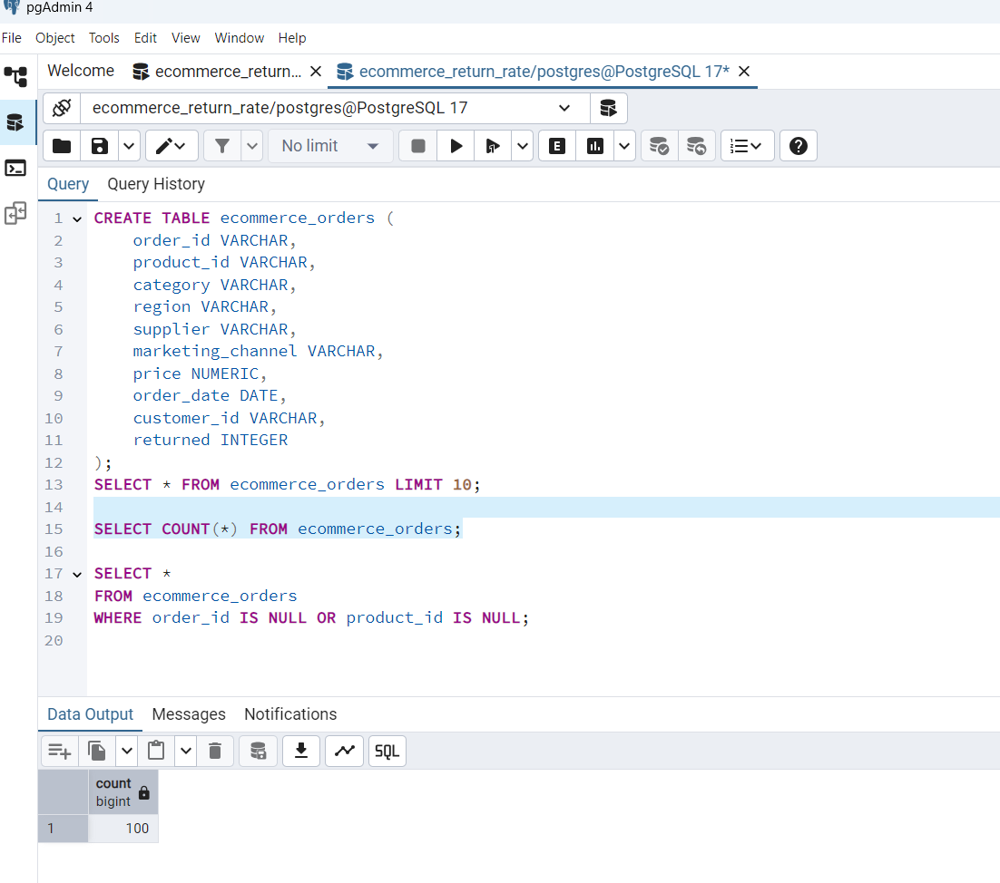 pgAdmin 4
File Object Tools Edit View Window Help
Welcome ecommerce_return... ecommerce_return_rate/postgres@PostgreSQL 17*
ecommerce_return_rate/postgres@PostgreSQL 17
No limit E
Query Query History
1 CREATE TABLE ecommerce_orders (
2 order_id VARCHAR,
3 product_id VARCHAR,
4 category VARCHAR,
5 region VARCHAR,
6 supplier VARCHAR,
7 marketing_channel VARCHAR,
8 price NUMERIC,
9 order_date DATE,
10 customer_id VARCHAR,
11 returned INTEGER
12 );
13 SELECT * FROM ecommerce_orders LIMIT 10;
14
15 SELECT COUNT(*) FROM ecommerce_orders;
16
17 SELECT *
18 FROM ecommerce_orders
19 WHERE order_id IS NULL OR product_id IS NULL;
20
Data Output Messages Notifications
SQL
count
bigint
1 100